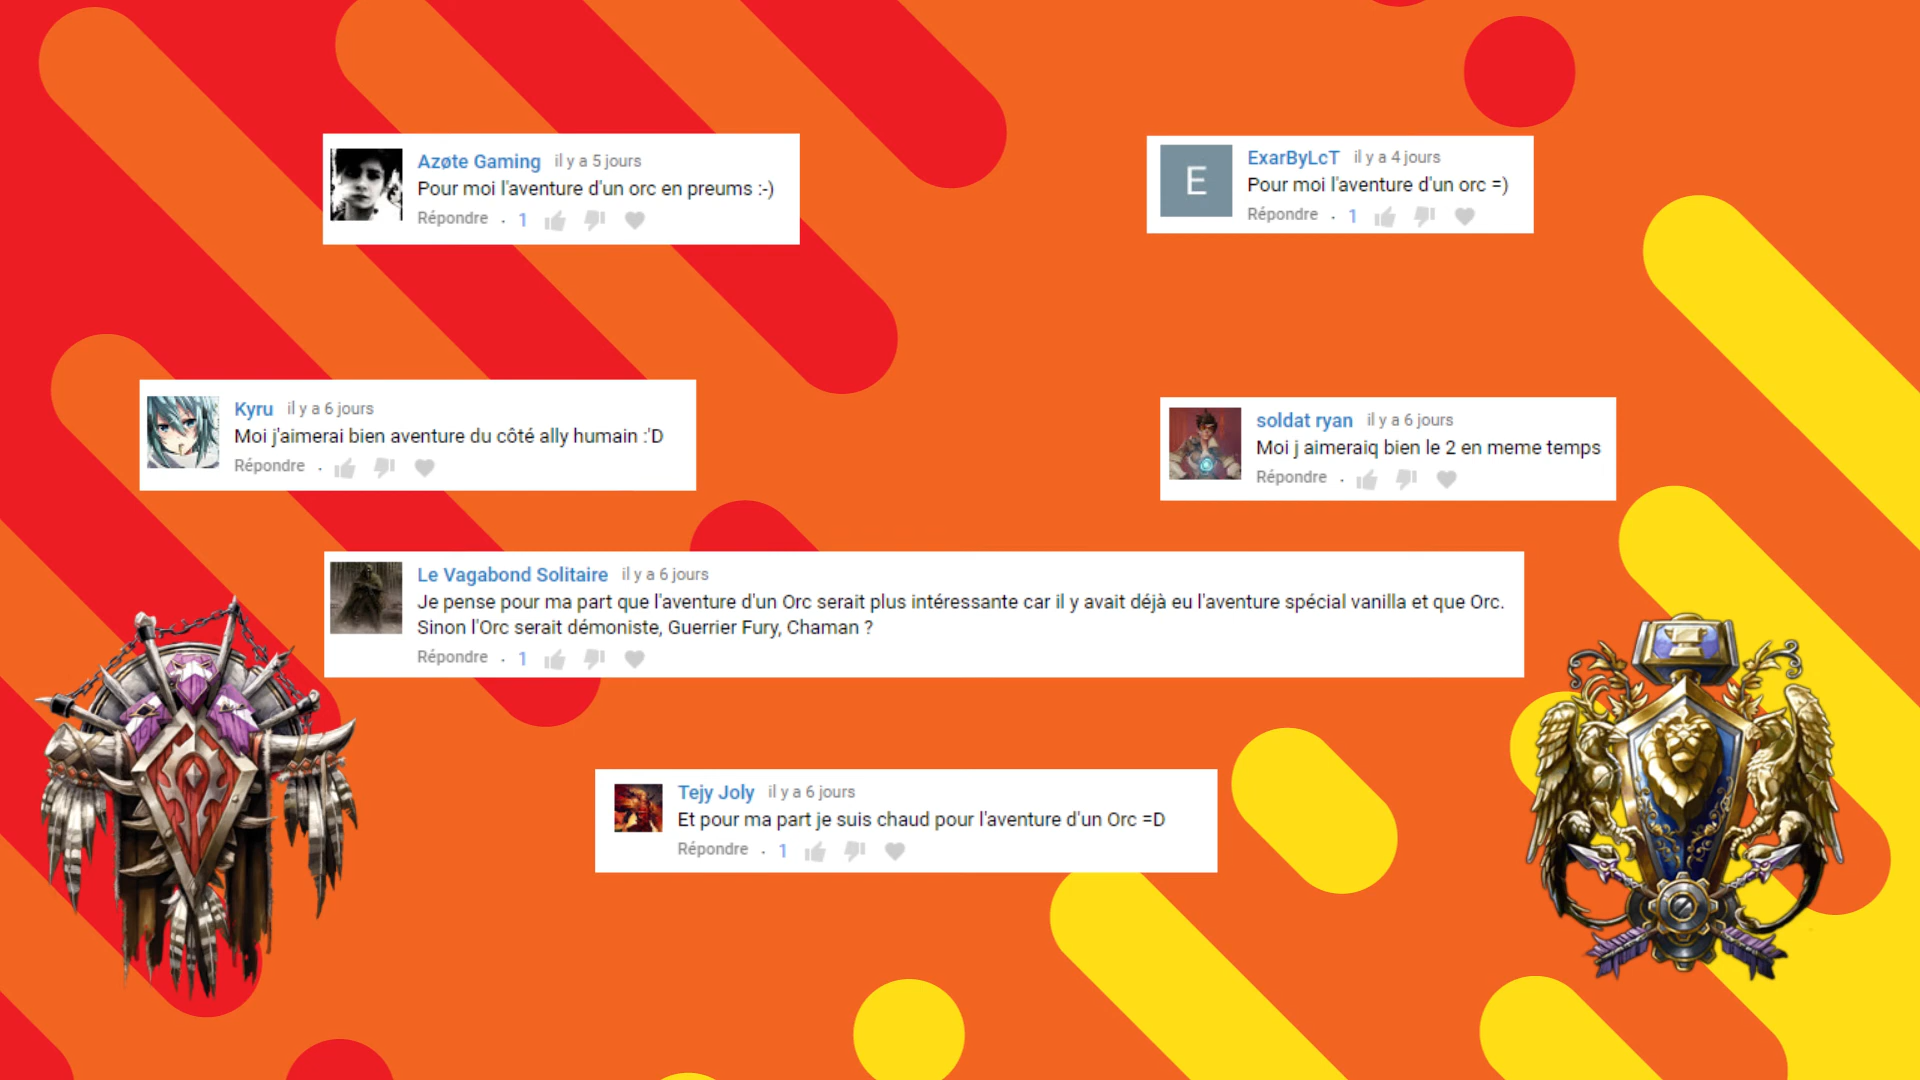 Azøte Gaming il y a 5 jours
Pour moi l'aventure d'un orc en preums :-)
Répondre · 1
E
ExarByLcT il y a 4 jours
Pour moi l'aventure d'un orc =)
Répondre · 1
Kyru il y a 6 jours
Moi j'aimerai bien aventure du côté ally humain :'D
Répondre ·
soldat ryan il y a 6 jours
Moi j aimeraiq bien le 2 en meme temps
Répondre ·
Le Vagabond Solitaire il y a 6 jours
Je pense pour ma part que l'aventure d'un Orc serait plus intéressante car il y avait déjà eu l'aventure spécial vanilla et que Orc.
Sinon l'Orc serait démoniste, Guerrier Fury, Chaman ?
Répondre · 1
Tejy Joly il y a 6 jours
Et pour ma part je suis chaud pour l'aventure d'un Orc =D
Répondre · 1